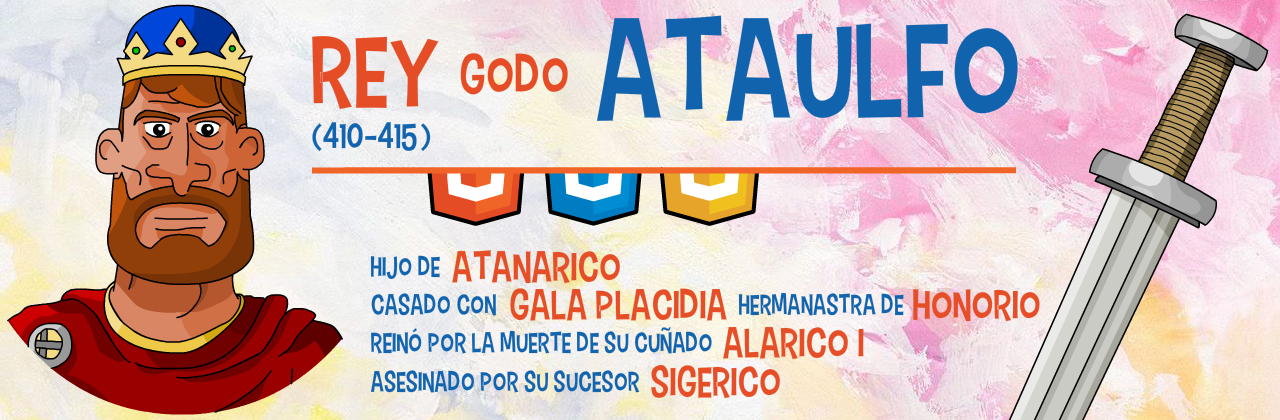 REY GODO ATAULFO
(410-415)
HIJO DE ATANARICO
CASADO CON GALA PLACIDIA HERMANASTRA DE HONORIO
REINÓ POR LA MUERTE DE SU CUÑADO ALARICO I
ASESINADO POR SU SUCESOR SIGERICO